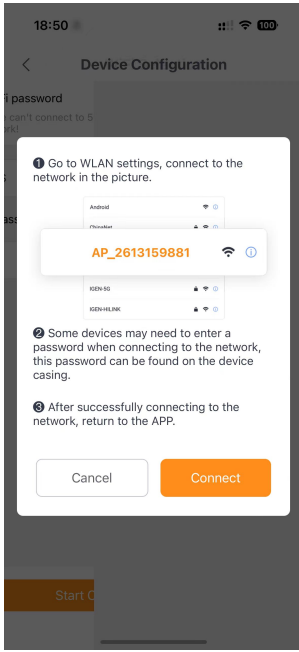 18:50
100
Device Configuration
i password
can't connect to 5
rk!
❶ Go to WLAN settings, connect to the
network in the picture.
Android
ChinaNet
AP_2613159881
IGEN-5G
IGEN-HILINK
❷ Some devices may need to enter a
password when connecting to the network,
this password can be found on the device
casing.
❸ After successfully connecting to the
network, return to the APP.
Cancel
Connect
Start C